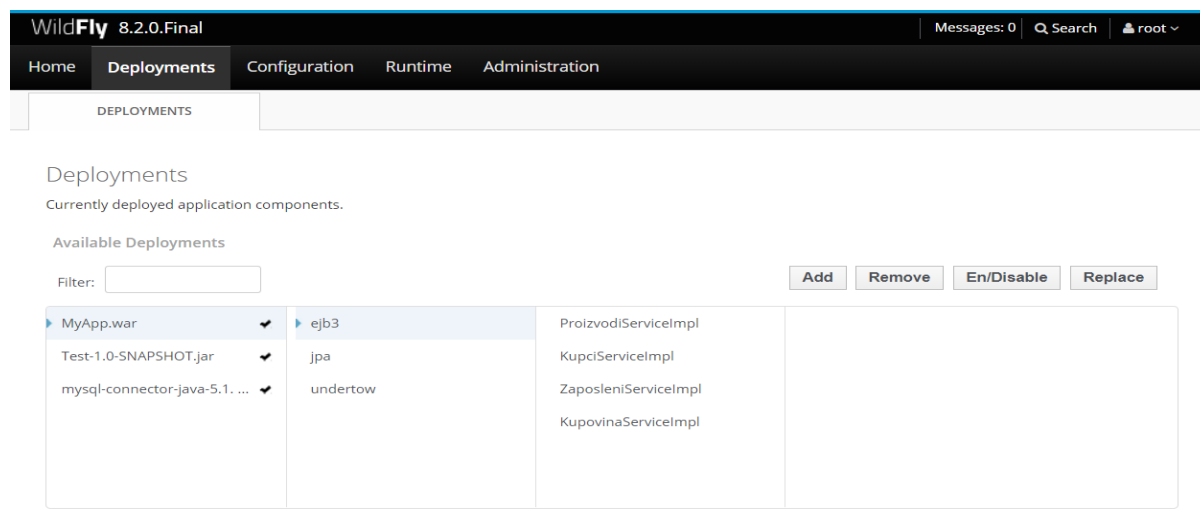 WildFly 8.2.0.Final Messages: 0 Search root
Home Deployments Configuration Runtime Administration
DEPLOYMENTS
Deployments
Currently deployed application components.
Available Deployments
Filter: Add Remove En/Disable Replace
MyApp.war ejb3 ProizvodiServiceImpl
Test-1.0-SNAPSHOT.jar jpa KupciServiceImpl
mysql-connector-java-5.1. ... undertow ZaposleniServiceImpl
KupovinaServiceImpl